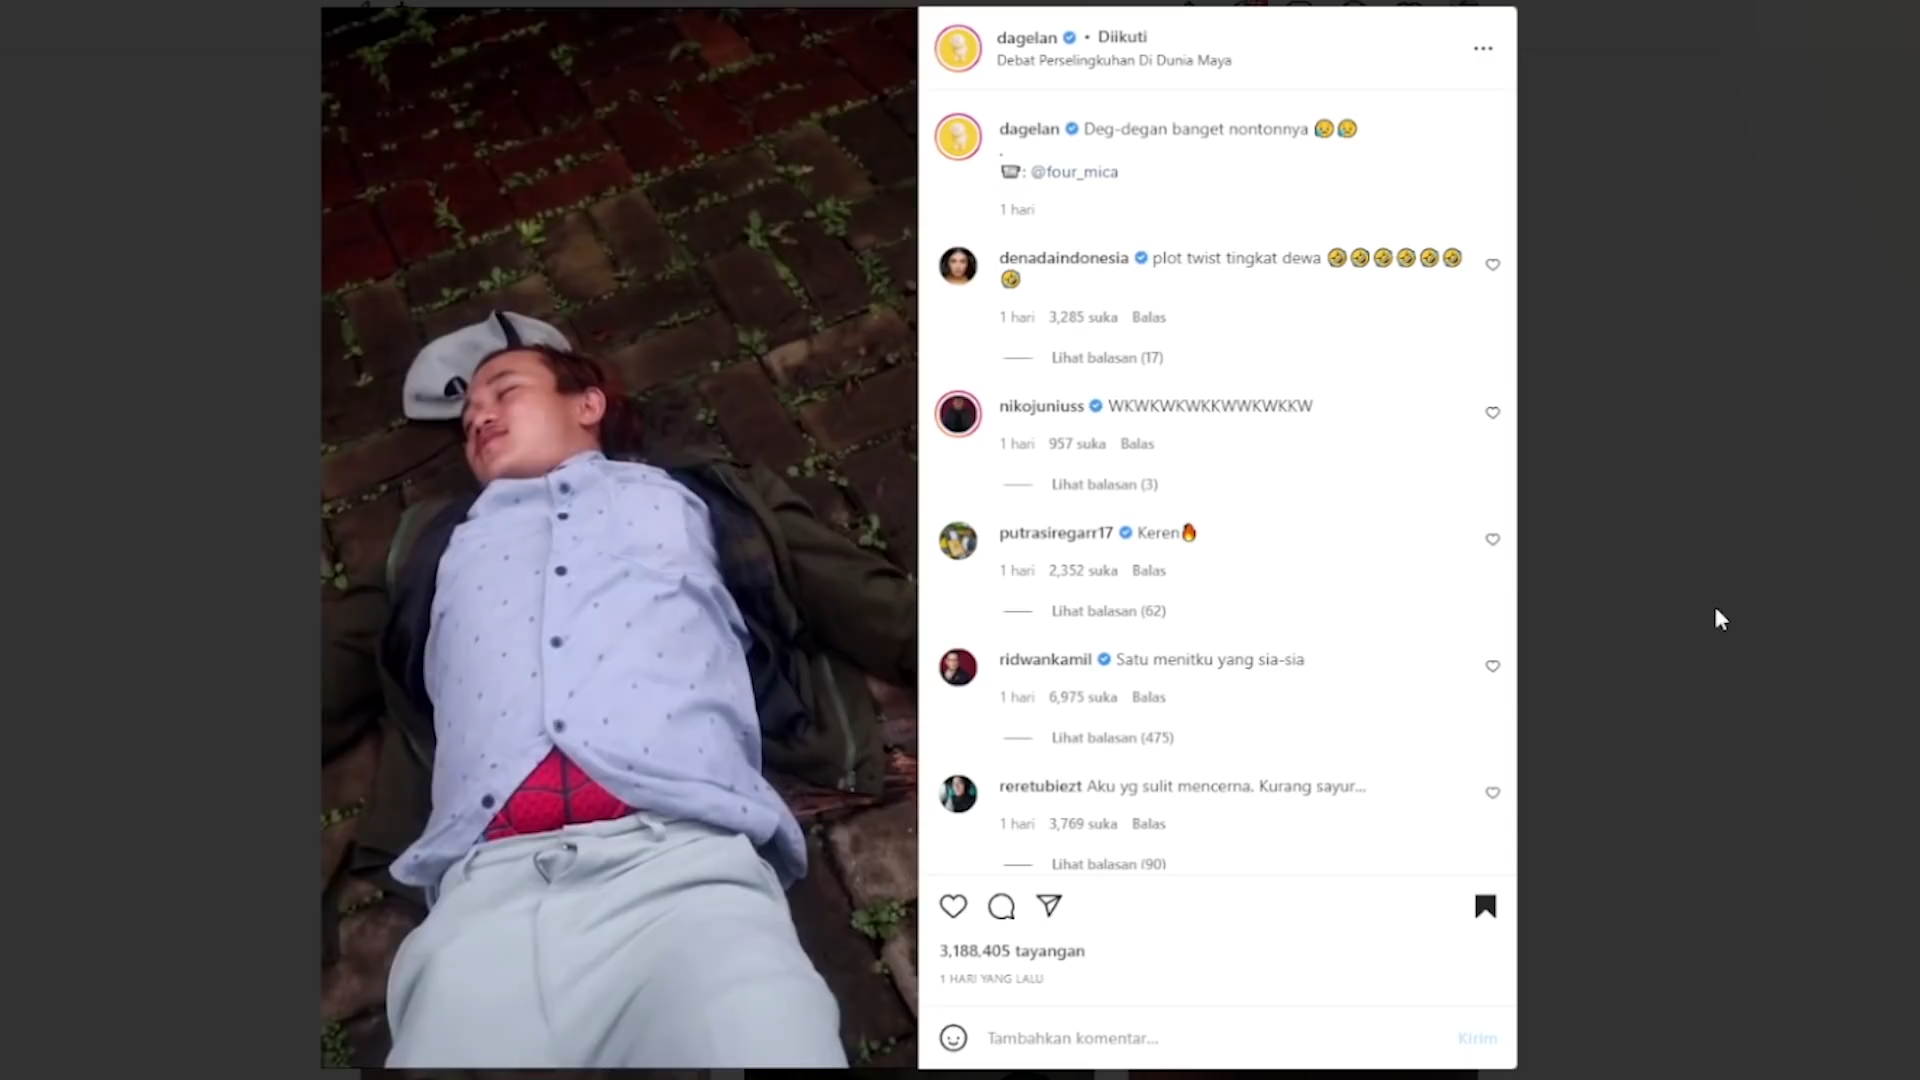 dagelan • Diikuti
Debat Perselingkuhan Di Dunia Maya
dagelan Deg-degan banget nontonnya 😥😥
.
📽: @four_mica
1 hari
denadaindonesia plot twist tingkat dewa 🤣🤣🤣🤣🤣🤣
🤣
1 hari 3,285 suka Balas
Lihat balasan (17)
nikojuniuss WKWKWKWKKWWKWKKW
1 hari 957 suka Balas
Lihat balasan (3)
putrasiregarr17 Keren🔥
1 hari 2,352 suka Balas
Lihat balasan (62)
ridwankamil Satu menitku yang sia-sia
1 hari 6,975 suka Balas
Lihat balasan (475)
reretubiezt Aku yg sulit mencerna. Kurang sayur...
1 hari 3,769 suka Balas
Lihat balasan (90)
3,188,405 tayangan
1 HARI YANG LALU
Tambahkan komentar... Kirim